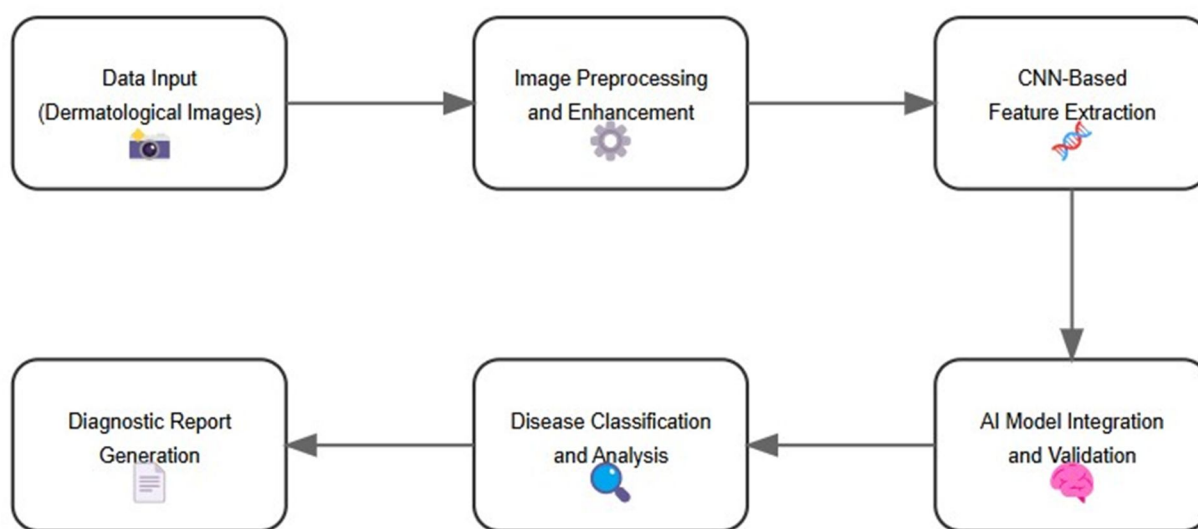 Data Input
(Dermatological Images)
Image Preprocessing
and Enhancement
CNN-Based
Feature Extraction
AI Model Integration
and Validation
Disease Classification
and Analysis
Diagnostic Report
Generation